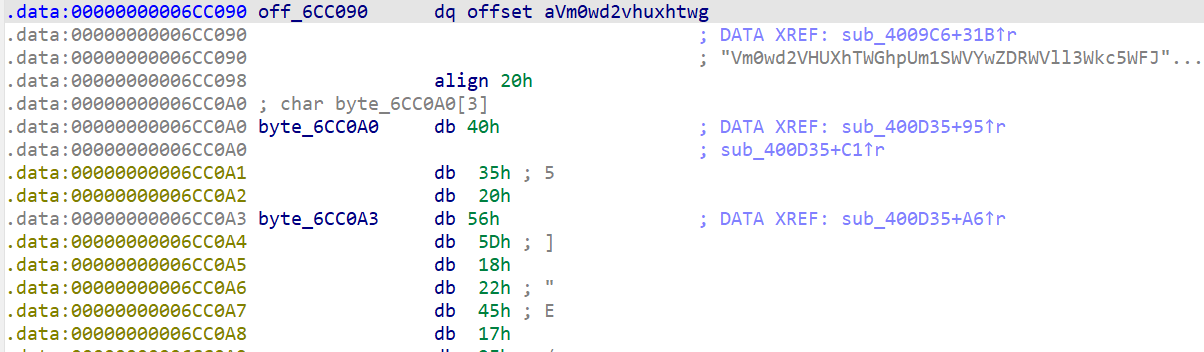 .data:00000000006CC090 off_6CC090 dq offset aVm0wd2vhuxhtwg
.data:00000000006CC090 ; DATA XREF: sub_4009C6+31B↑r
.data:00000000006CC090 ; "Vm0wd2VHUXhTWGhpUm1SWVYwZDRWVll3Wkc5WFJ"...
.data:00000000006CC098 align 20h
.data:00000000006CC0A0 ; char byte_6CC0A0[3]
.data:00000000006CC0A0 byte_6CC0A0 db 40h ; DATA XREF: sub_400D35+95↑r
.data:00000000006CC0A0 ; sub_400D35+C1↑r
.data:00000000006CC0A1 db 35h ; 5
.data:00000000006CC0A2 db 20h
.data:00000000006CC0A3 byte_6CC0A3 db 56h ; DATA XREF: sub_400D35+A6↑r
.data:00000000006CC0A4 db 5Dh ; ]
.data:00000000006CC0A5 db 18h
.data:00000000006CC0A6 db 22h ; "
.data:00000000006CC0A7 db 45h ; E
.data:00000000006CC0A8 db 17h